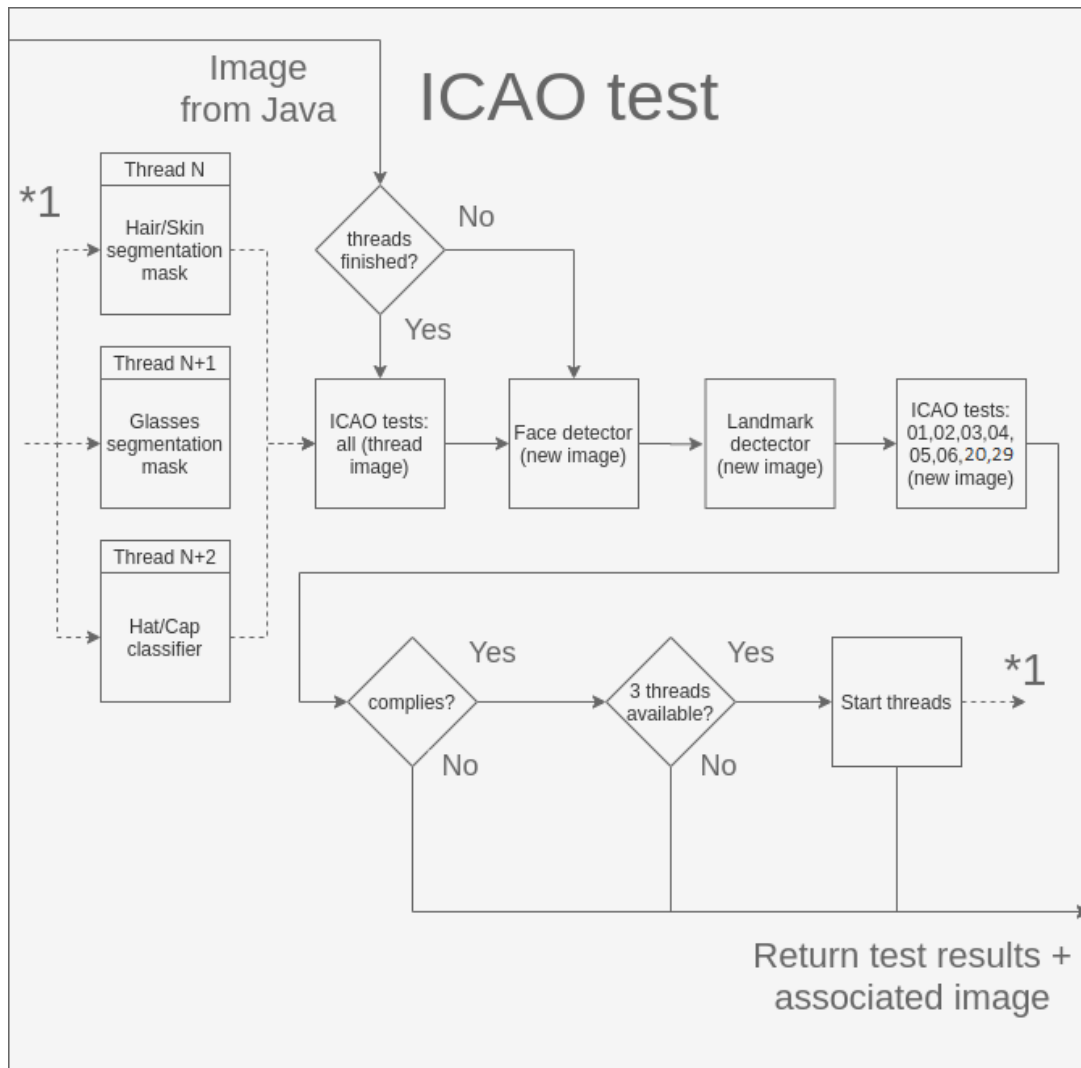 Image
from Java
ICAO test
*1
Thread N
Hair/Skin
segmentation
mask
Thread N+1
Glasses
segmentation
mask
Thread N+2
Hat/Cap
classifier
threads
finished?
No
Yes
ICAO tests:
all (thread
image)
Face detector
(new image)
Landmark
dectector
(new image)
ICAO tests:
01,02,03,04,
05,06,20,29
(new image)
complies?
Yes
No
3 threads
available?
Yes
No
Start threads
*1
Return test results +
associated image